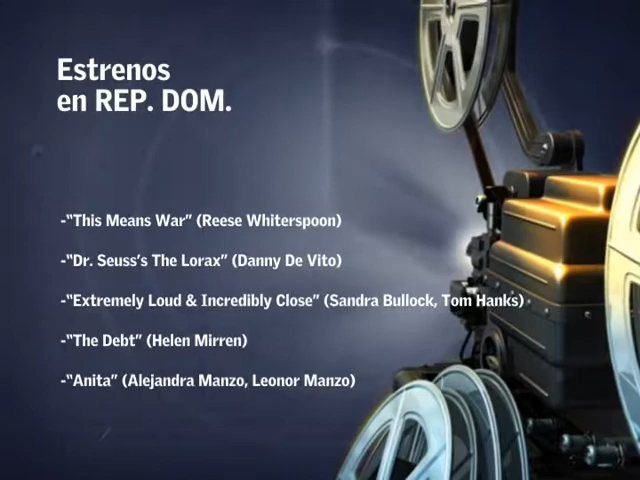 Estrenos
en REP. DOM.
-“This Means War” (Reese Whiterspoon)
-“Dr. Seuss’s The Lorax” (Danny De Vito)
-“Extremely Loud & Incredibly Close” (Sandra Bullock, Tom Hanks)
-“The Debt” (Helen Mirren)
-“Anita” (Alejandra Manzo, Leonor Manzo)